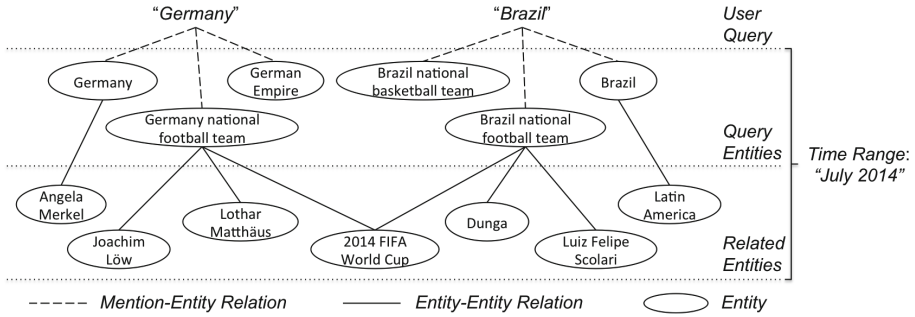 “Germany”
“Brazil”
User
Query
Germany
German
Empire
Brazil national
basketball team
Brazil
Germany national
football team
Brazil national
football team
Query
Entities
Time Range:
“July 2014”
Angela
Merkel
Lothar
Matthäus
Dunga
Latin
America
Joachim
Löw
2014 FIFA
World Cup
Luiz Felipe
Scolari
Related
Entities
Mention-Entity Relation
Entity-Entity Relation
Entity